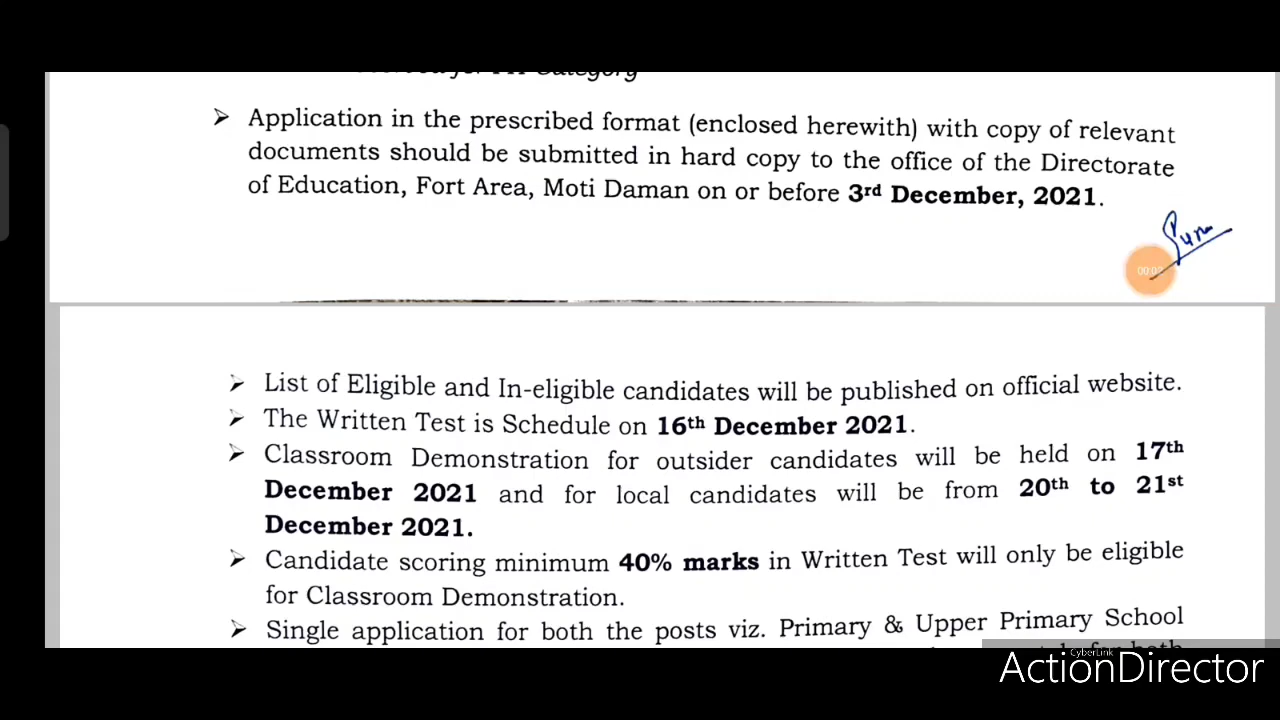 Category
➢ Application in the prescribed format (enclosed herewith) with copy of relevant
documents should be submitted in hard copy to the office of the Directorate
of Education, Fort Area, Moti Daman on or before 3rd December, 2021.
➢ List of Eligible and In-eligible candidates will be published on official website.
➢ The Written Test is Schedule on 16th December 2021.
➢ Classroom Demonstration for outsider candidates will be held on 17th
December 2021 and for local candidates will be from 20th to 21st
December 2021.
➢ Candidate scoring minimum 40% marks in Written Test will only be eligible
for Classroom Demonstration.
➢ Single application for both the posts viz. Primary & Upper Primary School
CyberLink
ActionDirector